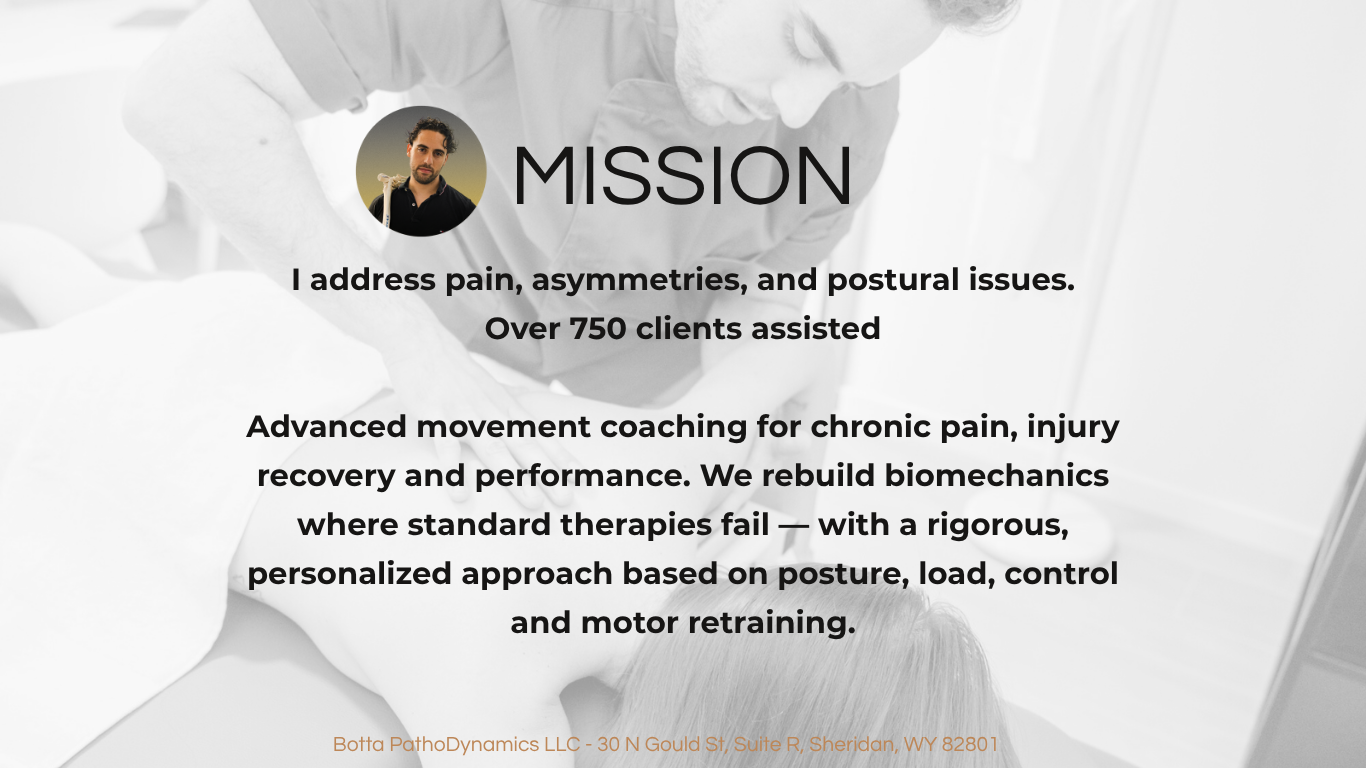 MISSION
I address pain, asymmetries, and postural issues.
Over 750 clients assisted
Advanced movement coaching for chronic pain, injury
recovery and performance. We rebuild biomechanics
where standard therapies fail — with a rigorous,
personalized approach based on posture, load, control
and motor retraining.
Botta PathoDynamics LLC - 30 N Gould St, Suite R, Sheridan, WY 82801